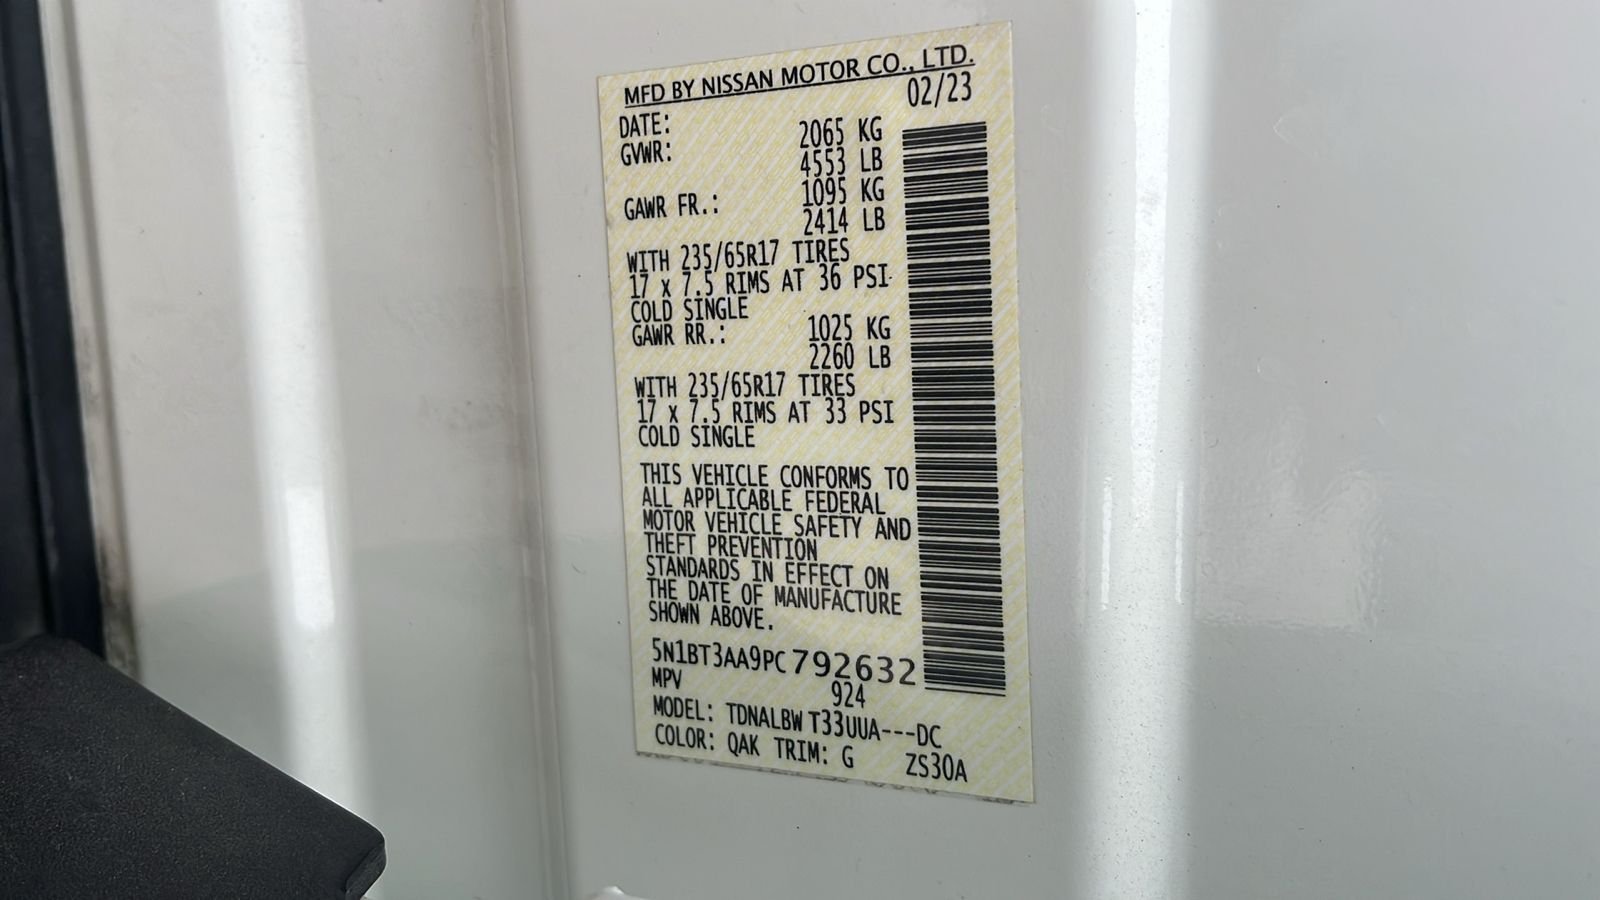 MFD BY NISSAN MOTOR CO., LTD.
DATE: 02/23
GVWR: 2065 KG
4553 LB
GAWR FR.: 1095 KG
2414 LB
WITH 235/65R17 TIRES
17 x 7.5 RIMS AT 36 PSI
COLD SINGLE
GAWR RR.: 1025 KG
2260 LB
WITH 235/65R17 TIRES
17 x 7.5 RIMS AT 33 PSI
COLD SINGLE
THIS VEHICLE CONFORMS TO
ALL APPLICABLE FEDERAL
MOTOR VEHICLE SAFETY AND
THEFT PREVENTION
STANDARDS IN EFFECT ON
THE DATE OF MANUFACTURE
SHOWN ABOVE.
5N1BT3AA9PC792632
MPV 924
MODEL: TDNALBW T33UUA---DC
COLOR: QAK TRIM: G ZS30A